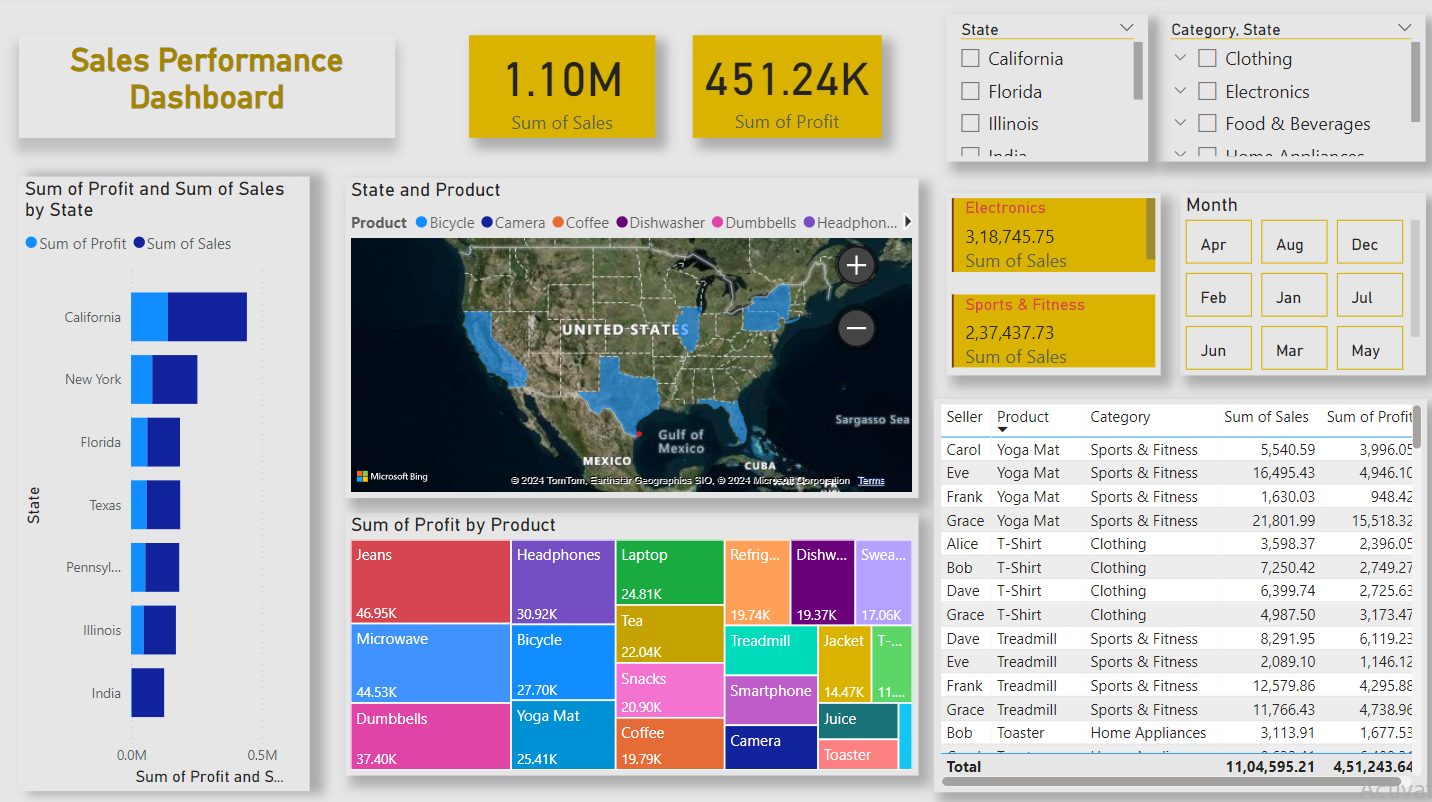 Sales Performance
Dashboard
1.10M
Sum of Sales
451.24K
Sum of Profit
State
California
Florida
Illinois
India
Category, State
Clothing
Electronics
Food & Beverages
Home Appliances
Sum of Profit and Sum of Sales
by State
Sum of Profit
Sum of Sales
California
New York
Florida
Texas
Pennsyl...
Illinois
India
State
0.0M
0.5M
Sum of Profit and S...
State and Product
Product Bicycle Camera Coffee Dishwasher Dumbbells Headphon...
UNITED STATES
Sargasso Sea
Gulf of
Mexico
MEXICO
CUBA
Microsoft Bing
© 2024 TomTom, Earthstar Geographics SIO, © 2024 Microsoft Corporation Terms
Sum of Profit by Product
Jeans
46.95K
Microwave
44.53K
Dumbbells
37.40K
Headphones
30.92K
Bicycle
27.70K
Yoga Mat
25.41K
Laptop
24.81K
Tea
22.04K
Snacks
20.90K
Coffee
19.79K
Refrig...
19.74K
Dishw...
19.37K
Swea...
17.06K
Treadmill
Smartphone
Camera
Jacket
14.47K
T-...
11....
Juice
Toaster
Electronics
3,18,745.75
Sum of Sales
Sports & Fitness
2,37,437.73
Sum of Sales
Month
Apr Aug Dec
Feb Jan Jul
Jun Mar May
Seller Product Category Sum of Sales Sum of Profit
Carol Yoga Mat Sports & Fitness 5,540.59 3,996.05
Eve Yoga Mat Sports & Fitness 16,495.43 4,946.10
Frank Yoga Mat Sports & Fitness 1,630.03 948.42
Grace Yoga Mat Sports & Fitness 21,801.99 15,518.32
Alice T-Shirt Clothing 3,598.37 2,396.05
Bob T-Shirt Clothing 7,250.42 2,749.27
Dave T-Shirt Clothing 6,399.74 2,725.63
Grace T-Shirt Clothing 4,987.50 3,173.47
Dave Treadmill Sports & Fitness 8,291.95 6,119.23
Eve Treadmill Sports & Fitness 2,089.10 1,146.12
Frank Treadmill Sports & Fitness 12,579.86 4,295.88
Grace Treadmill Sports & Fitness 11,766.43 4,738.96
Bob Toaster Home Appliances 3,113.91 1,677.53
Total 11,04,595.21 4,51,243.64